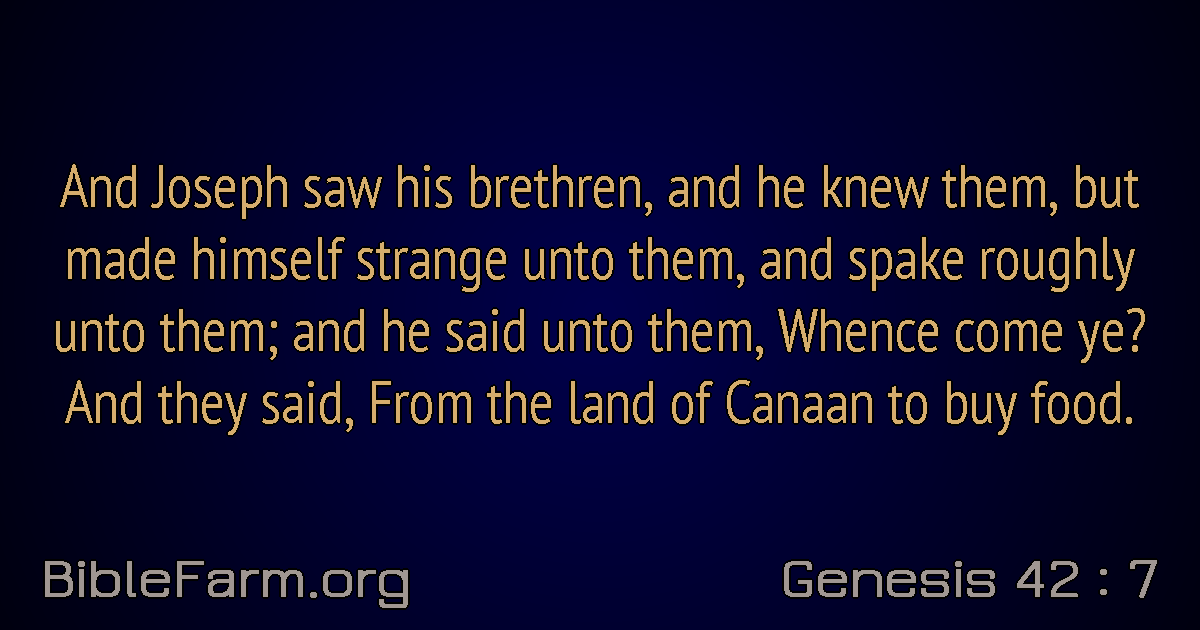 And Joseph saw his brethren, and he knew them, but
made himself strange unto them, and spake roughly
unto them; and he said unto them, Whence come ye?
And they said, From the land of Canaan to buy food.
BibleFarm.org
Genesis 42 : 7